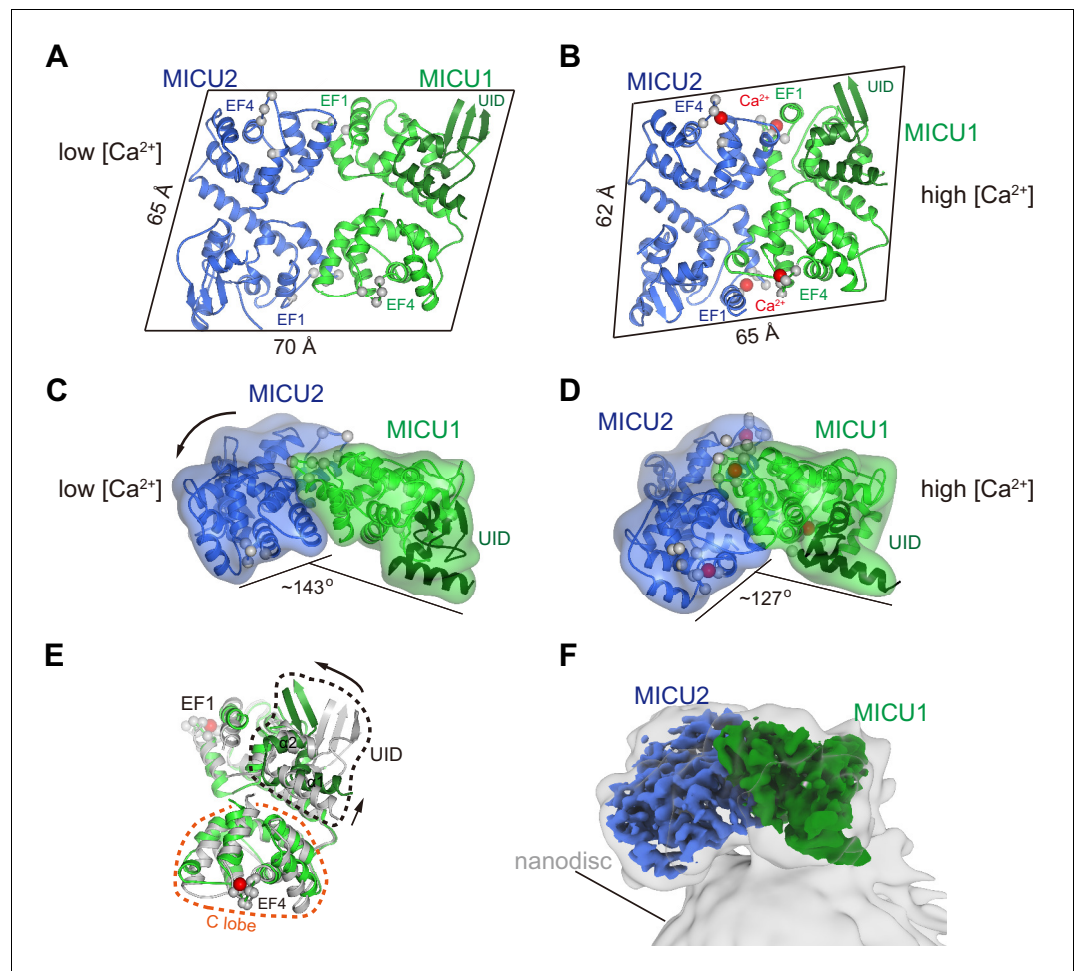 A
MICU2
MICU1
EF4
EF1
UID
low [Ca²⁺]
65 Å
EF4
EF1
70 Å
B
MICU2
EF4
Ca²⁺
EF1
UID
MICU1
high [Ca²⁺]
62 Å
EF1
Ca²⁺
EF4
65 Å
C
MICU2
MICU1
low [Ca²⁺]
UID
~143°
D
MICU2
MICU1
high [Ca²⁺]
UID
~127°
E
EF1
α2
UID
α1
EF4
C lobe
F
MICU2
MICU1
nanodisc